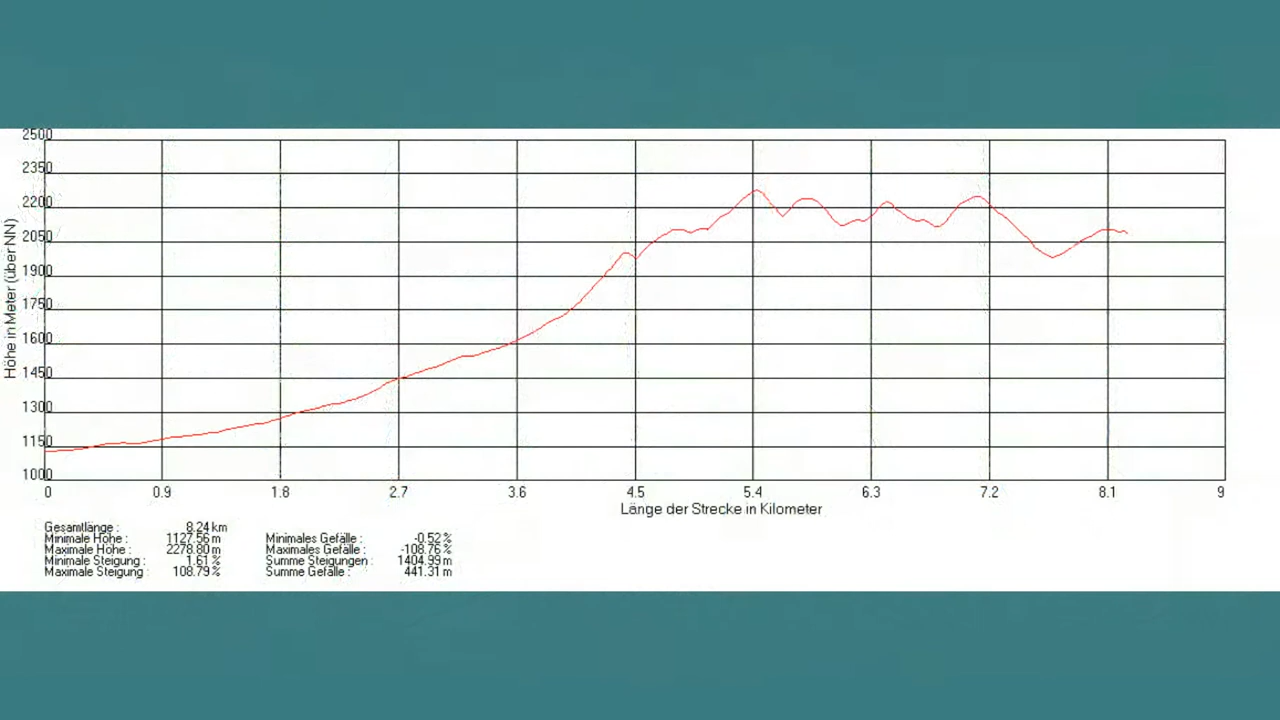 2500
2350
2200
2050
1900
1750
1600
1450
1300
1150
1000
Höhe in Meter (über NN)
0 0.9 1.8 2.7 3.6 4.5 5.4 6.3 7.2 8.1 9
Länge der Strecke in Kilometer
Gesamtlänge : 8.24 km
Minimale Höhe : 1127.56 m Minimales Gefälle : -0.52 %
Maximale Höhe : 2278.80 m Maximales Gefälle : -108.76 %
Minimale Steigung : 1.61 % Summe Steigungen : 1404.99 m
Maximale Steigung : 108.79 % Summe Gefälle : 441.31 m